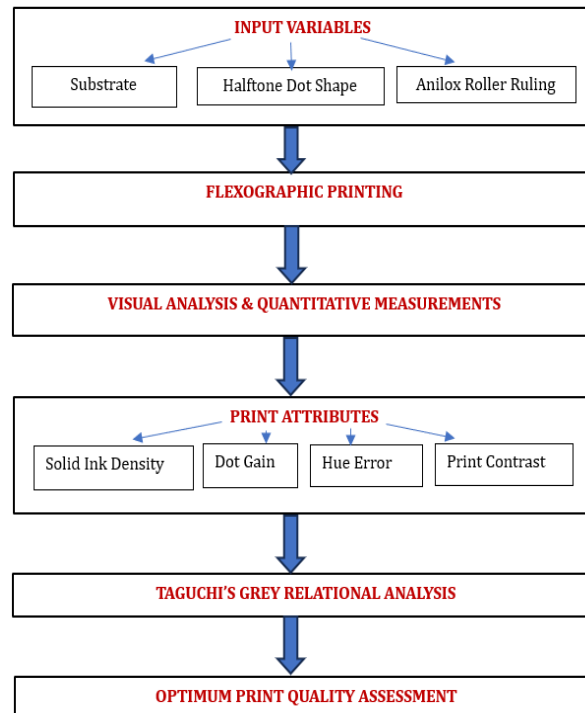 INPUT VARIABLES
Substrate
Halftone Dot Shape
Anilox Roller Ruling
FLEXOGRAPHIC PRINTING
VISUAL ANALYSIS & QUANTITATIVE MEASUREMENTS
PRINT ATTRIBUTES
Solid Ink Density
Dot Gain
Hue Error
Print Contrast
TAGUCHI'S GREY RELATIONAL ANALYSIS
OPTIMUM PRINT QUALITY ASSESSMENT